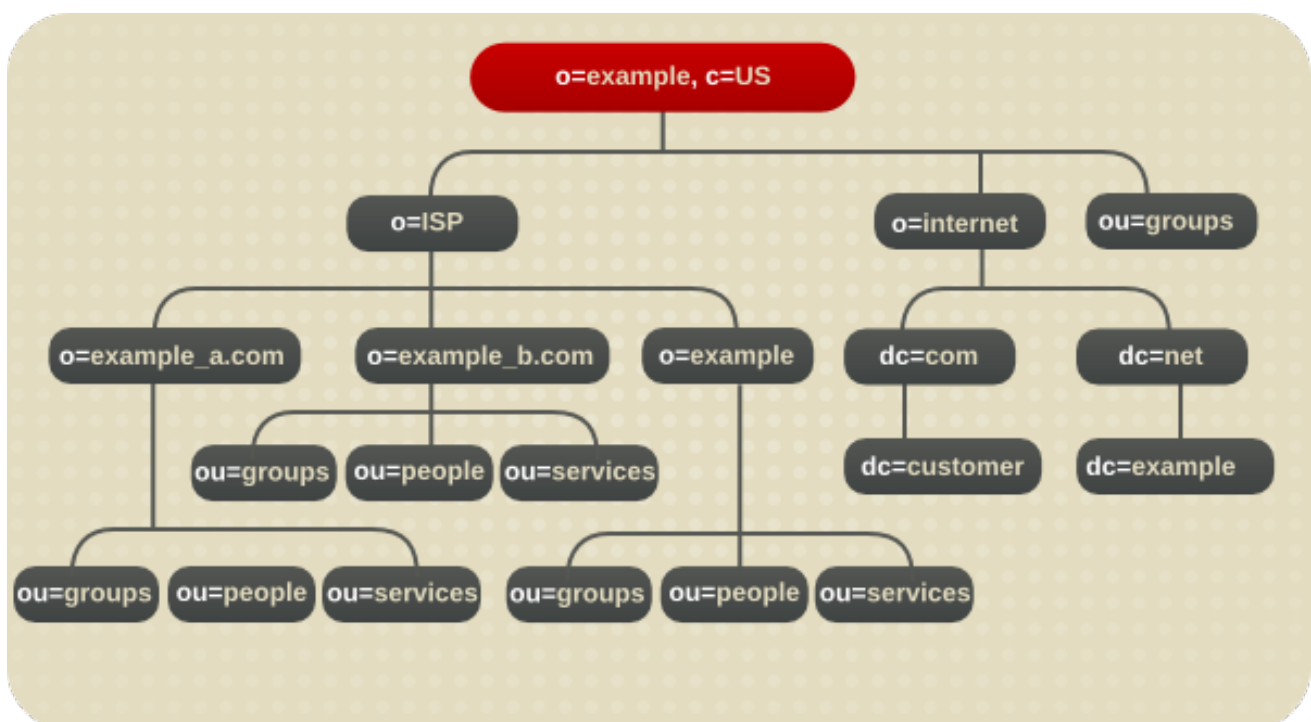 o=example, c=US
o=ISP
o=internet
ou=groups
o=example_a.com
o=example_b.com
o=example
dc=com
dc=net
ou=groups
ou=people
ou=services
dc=customer
dc=example
ou=groups
ou=people
ou=services
ou=groups
ou=people
ou=services